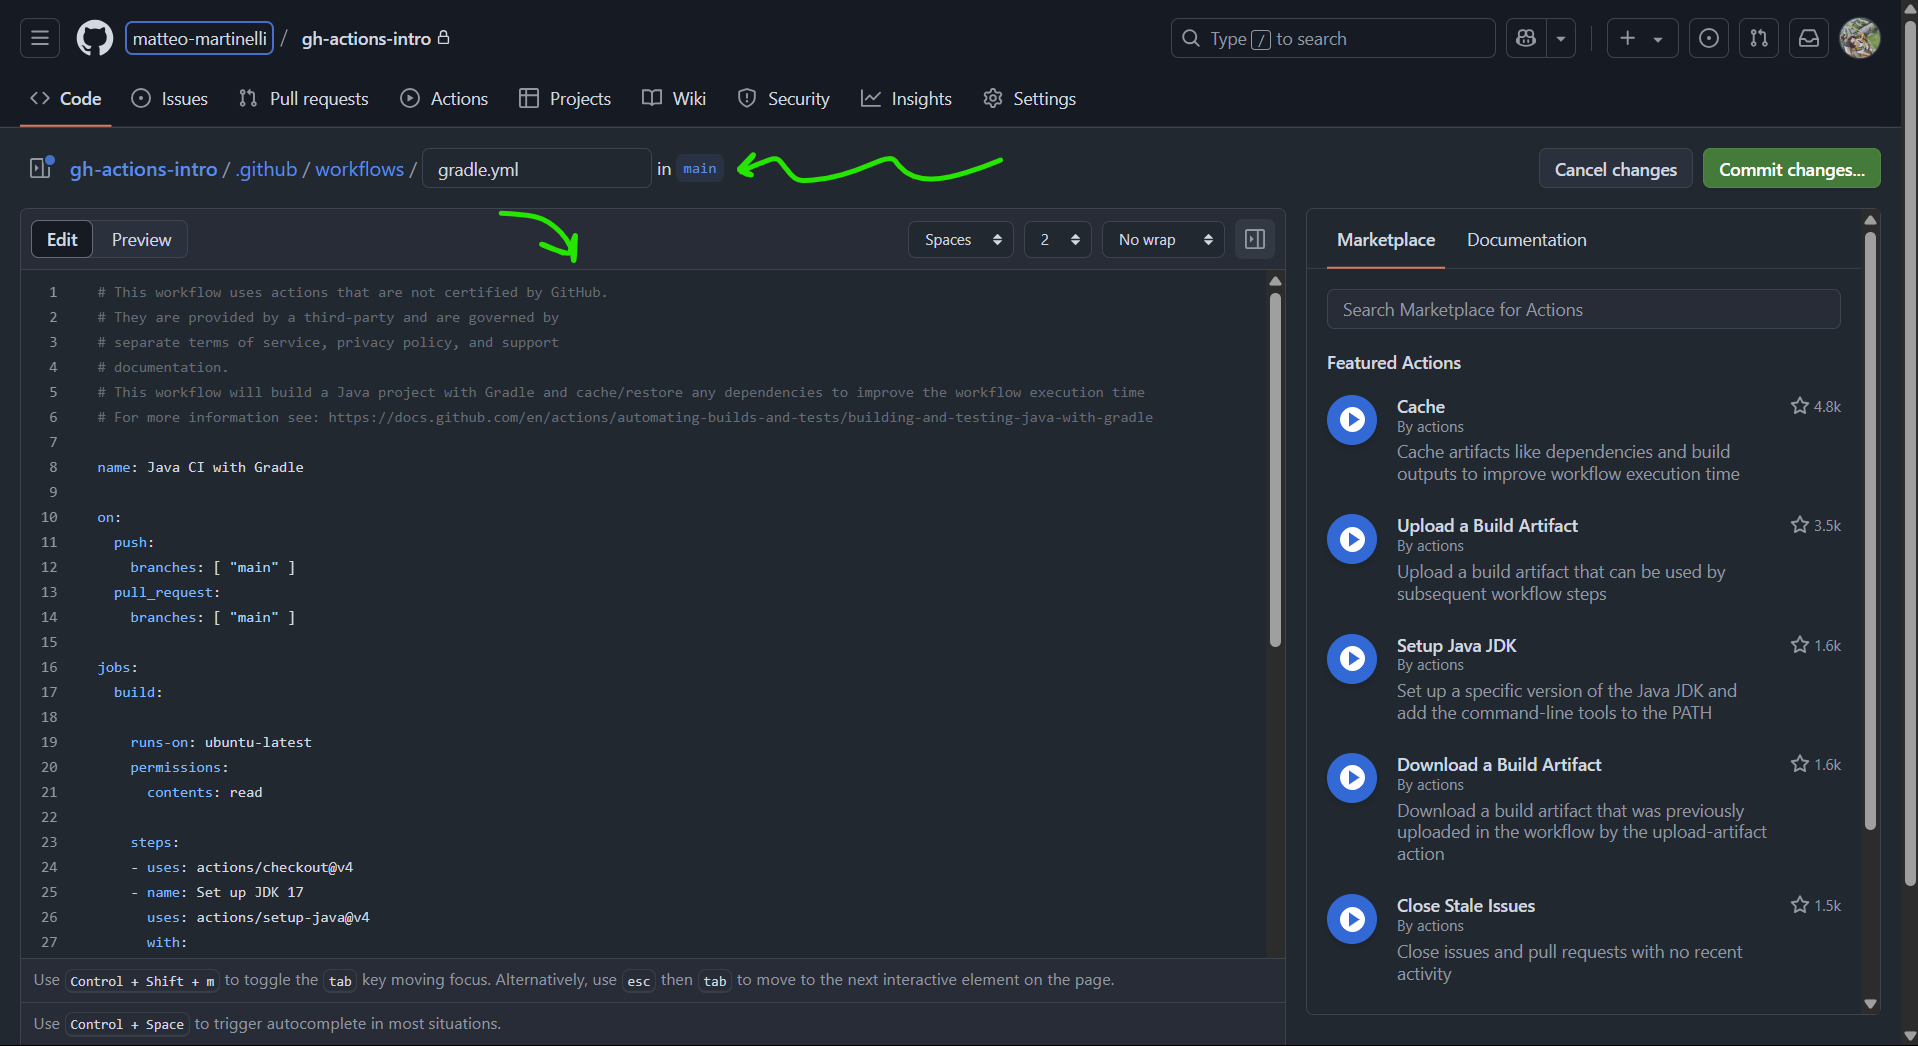 matteo-martinelli / gh-actions-intro
Type / to search
Code
Issues
Pull requests
Actions
Projects
Wiki
Security
Insights
Settings
gh-actions-intro / .github / workflows / gradle.yml in main
Cancel changes
Commit changes...
Edit
Preview
Spaces
2
No wrap
1 # This workflow uses actions that are not certified by GitHub.
2 # They are provided by a third-party and are governed by
3 # separate terms of service, privacy policy, and support
4 # documentation.
5 # This workflow will build a Java project with Gradle and cache/restore any dependencies to improve the workflow execution time
6 # For more information see: https://docs.github.com/en/actions/automating-builds-and-tests/building-and-testing-java-with-gradle
7
8 name: Java CI with Gradle
9
10 on:
11 push:
12 branches: [ "main" ]
13 pull_request:
14 branches: [ "main" ]
15
16 jobs:
17 build:
18
19 runs-on: ubuntu-latest
20 permissions:
21 contents: read
22
23 steps:
24 - uses: actions/checkout@v4
25 - name: Set up JDK 17
26 uses: actions/setup-java@v4
27 with:
Use Control + Shift + m to toggle the tab key moving focus. Alternatively, use esc then tab to move to the next interactive element on the page.
Use Control + Space to trigger autocomplete in most situations.
Marketplace
Documentation
Search Marketplace for Actions
Featured Actions
Cache
4.8k
By actions
Cache artifacts like dependencies and build
outputs to improve workflow execution time
Upload a Build Artifact
3.5k
By actions
Upload a build artifact that can be used by
subsequent workflow steps
Setup Java JDK
1.6k
By actions
Set up a specific version of the Java JDK and
add the command-line tools to the PATH
Download a Build Artifact
1.6k
By actions
Download a build artifact that was previously
uploaded in the workflow by the upload-artifact
action
Close Stale Issues
1.5k
By actions
Close issues and pull requests with no recent
activity